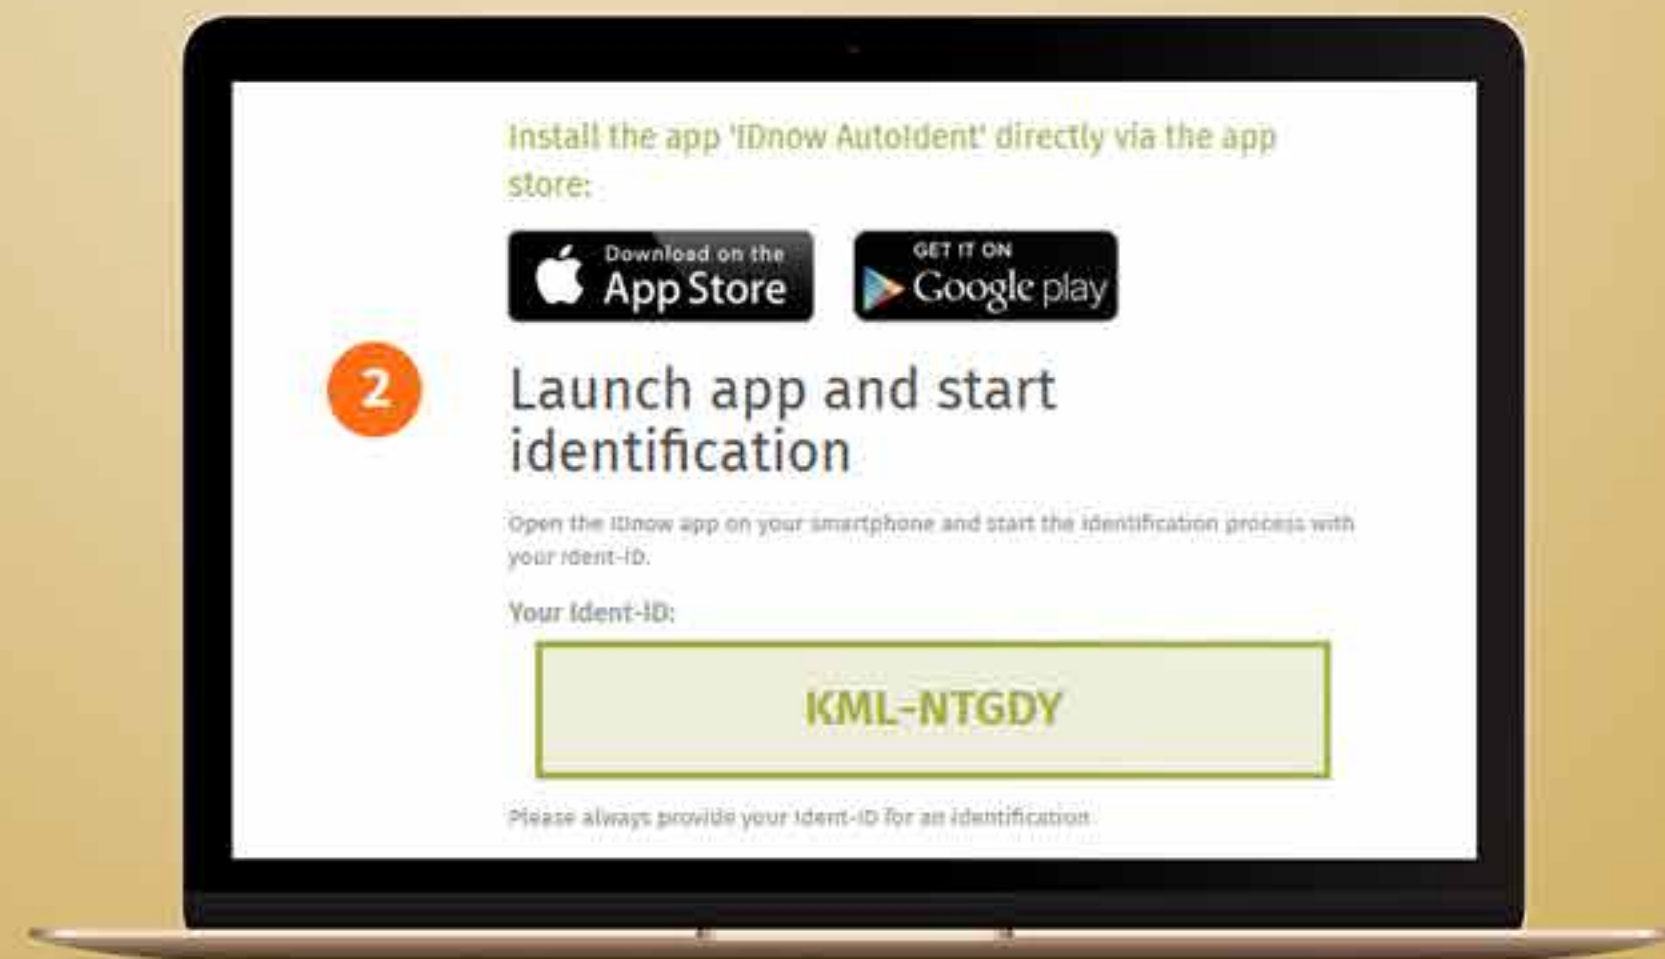 Install the app 'IDnow AutoIdent' directly via the app
store:
Download on the
App Store
GET IT ON
Google play
2
Launch app and start
identification
Open the IDnow app on your smartphone and start the identification process with
your Ident-ID.
Your Ident-ID:
KML-NTGDY
Please always provide your Ident-ID for an identification